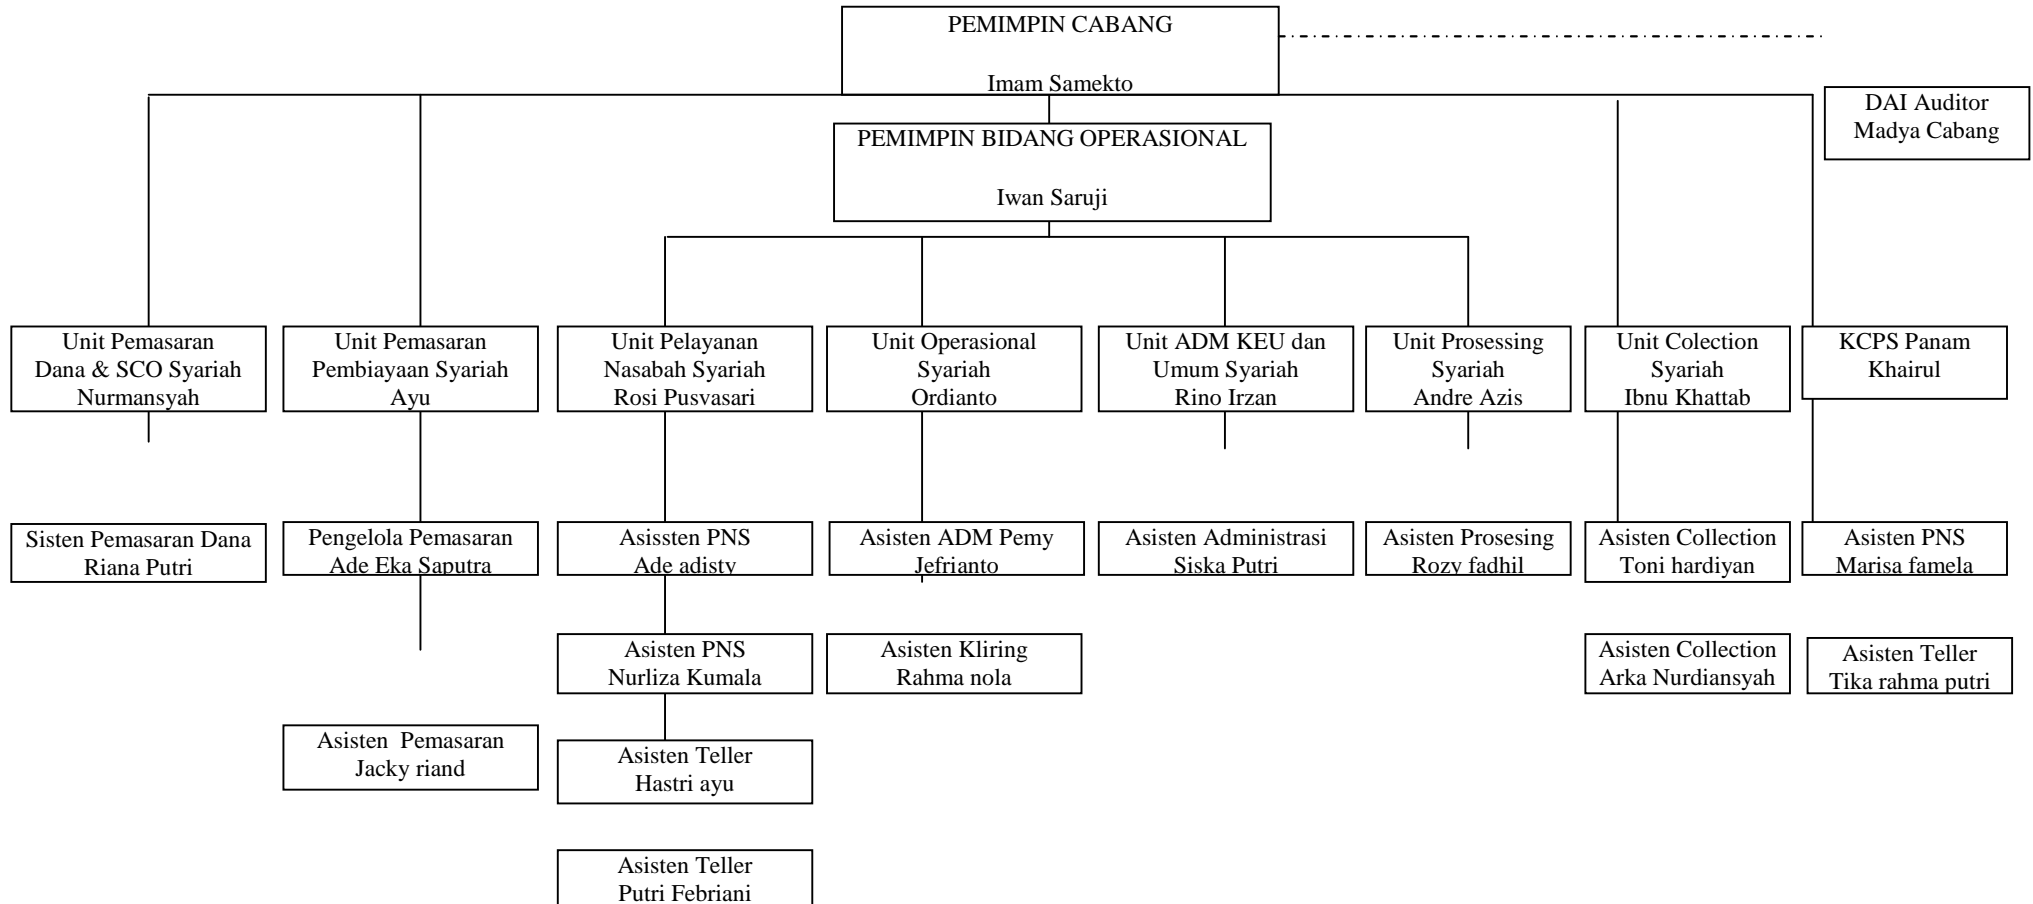 PEMIMPIN CABANG
Imam Samekto
DAI Auditor
Madya Cabang
PEMIMPIN BIDANG OPERASIONAL
Iwan Saruji
Unit Pemasaran
Dana & SCO Syariah
Nurmansyah
Unit Pemasaran
Pembiayaan Syariah
Ayu
Unit Pelayanan
Nasabah Syariah
Rosi Pusvasari
Unit Operasional
Syariah
Ordianto
Unit ADM KEU dan
Umum Syariah
Rino Irzan
Unit Prosessing
Syariah
Andre Azis
Unit Colection
Syariah
Ibnu Khattab
KCPS Panam
Khairul
Sisten Pemasaran Dana
Riana Putri
Pengelola Pemasaran
Ade Eka Saputra
Asissten PNS
Ade adisty
Asisten ADM Pemy
Jefrianto
Asisten Administrasi
Siska Putri
Asisten Prosesing
Rozy fadhil
Asisten Collection
Toni hardiyan
Asisten PNS
Marisa famela
Asisten PNS
Nurliza Kumala
Asisten Kliring
Rahma nola
Asisten Collection
Arka Nurdiansyah
Asisten Teller
Tika rahma putri
Asisten Pemasaran
Jacky riand
Asisten Teller
Hastri ayu
Asisten Teller
Putri Febriani